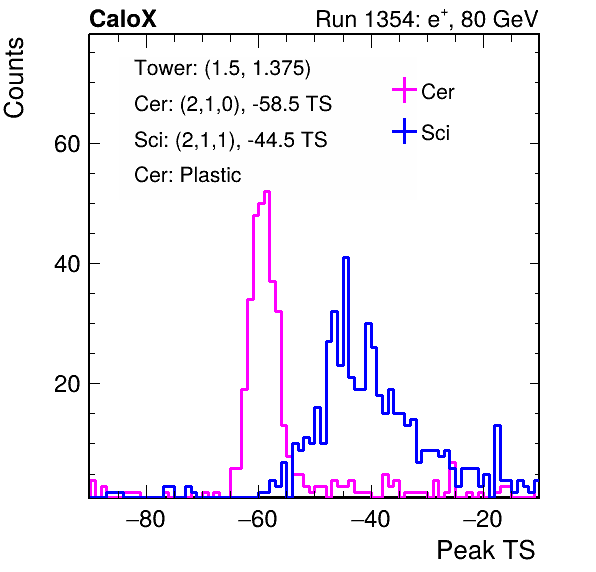 CaloX Run 1354: e⁺, 80 GeV
Counts
Tower: (1.5, 1.375)
Cer: (2,1,0), -58.5 TS
Sci: (2,1,1), -44.5 TS
Cer: Plastic
Cer
Sci
60
40
20
−80 −60 −40 −20
Peak TS